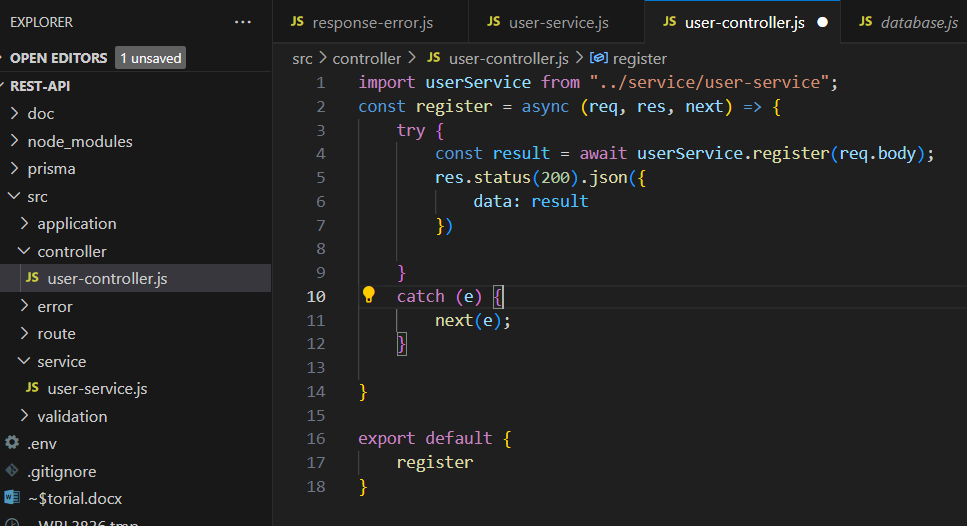 EXPLORER ...
OPEN EDITORS 1 unsaved
REST-API
doc
node_modules
prisma
src
application
controller
JS user-controller.js
error
route
service
JS user-service.js
validation
.env
.gitignore
~$torial.docx
JS response-error.js JS user-service.js JS user-controller.js JS database.js
src > controller > JS user-controller.js > register
1 import userService from "../service/user-service";
2 const register = async (req, res, next) => {
3 try {
4 const result = await userService.register(req.body);
5 res.status(200).json({
6 data: result
7 })
8
9 }
10 catch (e) {
11 next(e);
12 }
13
14 }
15
16 export default {
17 register
18 }